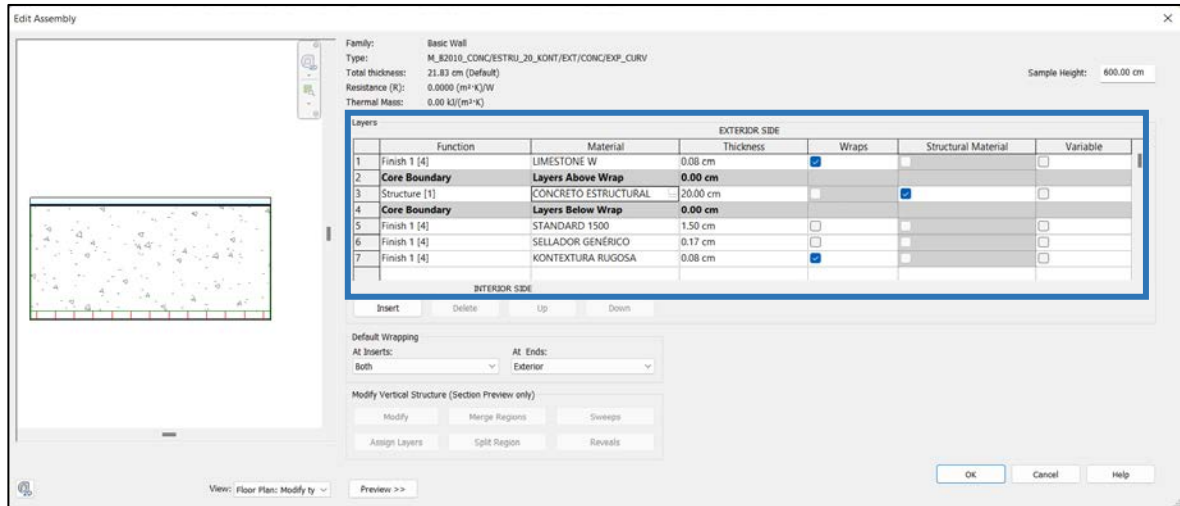 Edit Assembly
Family: Basic Wall
Type: M_B2010_CONC/ESTRU_20_KONT/EXT/CONC/EXP_CURV
Total thickness: 21.83 cm (Default)
Sample Height: 600.00 cm
Resistance (R): 0.0000 (m²·K)/W
Thermal Mass: 0.00 kJ/(m²·K)
Layers
EXTERIOR SIDE
Function Material Thickness Wraps Structural Material Variable
1 Finish 1 [4] LIMESTONE W 0.08 cm
2 Core Boundary Layers Above Wrap 0.00 cm
3 Structure [1] CONCRETO ESTRUCTURAL 20.00 cm
4 Core Boundary Layers Below Wrap 0.00 cm
5 Finish 1 [4] STANDARD 1500 1.50 cm
6 Finish 1 [4] SELLADOR GENÉRICO 0.17 cm
7 Finish 1 [4] KONTEXTURA RUGOSA 0.08 cm
INTERIOR SIDE
Insert Delete Up Down
Default Wrapping
At Inserts: At Ends:
Both Exterior
Modify Vertical Structure (Section Preview only)
Modify Merge Regions Sweeps
Assign Layers Split Region Reveals
OK Cancel Help
View: Floor Plan: Modify ty Preview >>